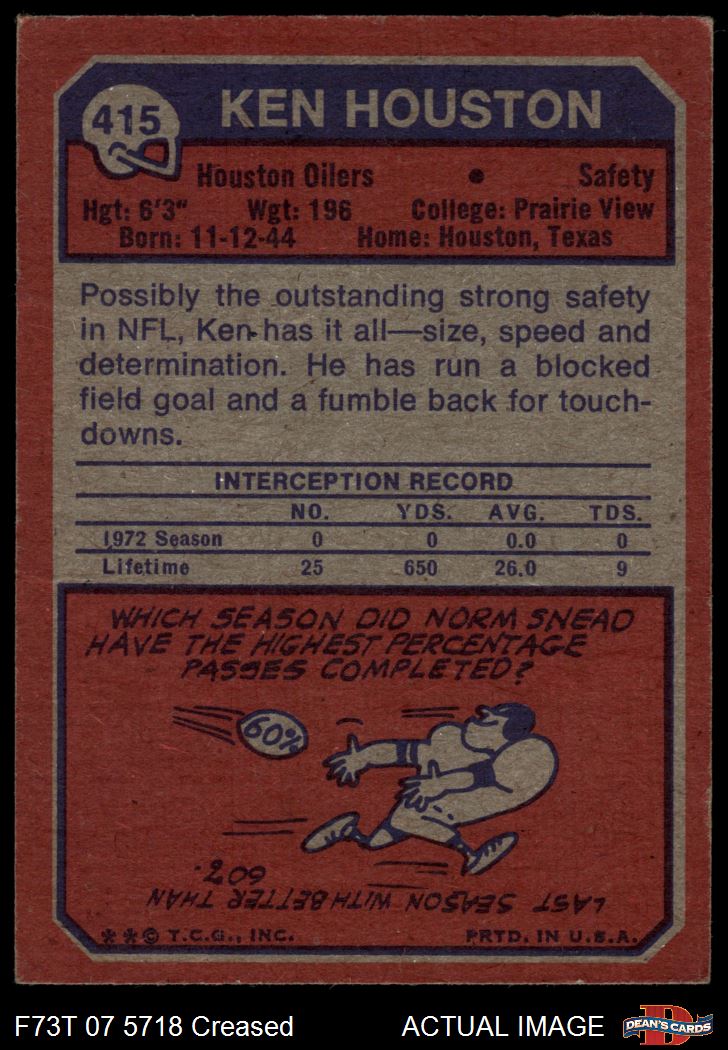 415
KEN HOUSTON
Houston Oilers • Safety
Hgt: 6'3" Wgt: 196 College: Prairie View
Born: 11-12-44 Home: Houston, Texas
Possibly the outstanding strong safety
in NFL, Ken has it all—size, speed and
determination. He has run a blocked
field goal and a fumble back for touch-
downs.
INTERCEPTION RECORD
NO. YDS. AVG. TDS.
1972 Season 0 0 0.0 0
Lifetime 25 650 26.0 9
WHICH SEASON DID NORM SNEAD
HAVE THE HIGHEST PERCENTAGE
PASSES COMPLETED?
60%
LAST SEASON WITH BETTER THAN
60%.
**© T.C.G., INC. PRTD. IN U.S.A.
F73T 07 5718 Creased ACTUAL IMAGE
DEAN'S CARDS